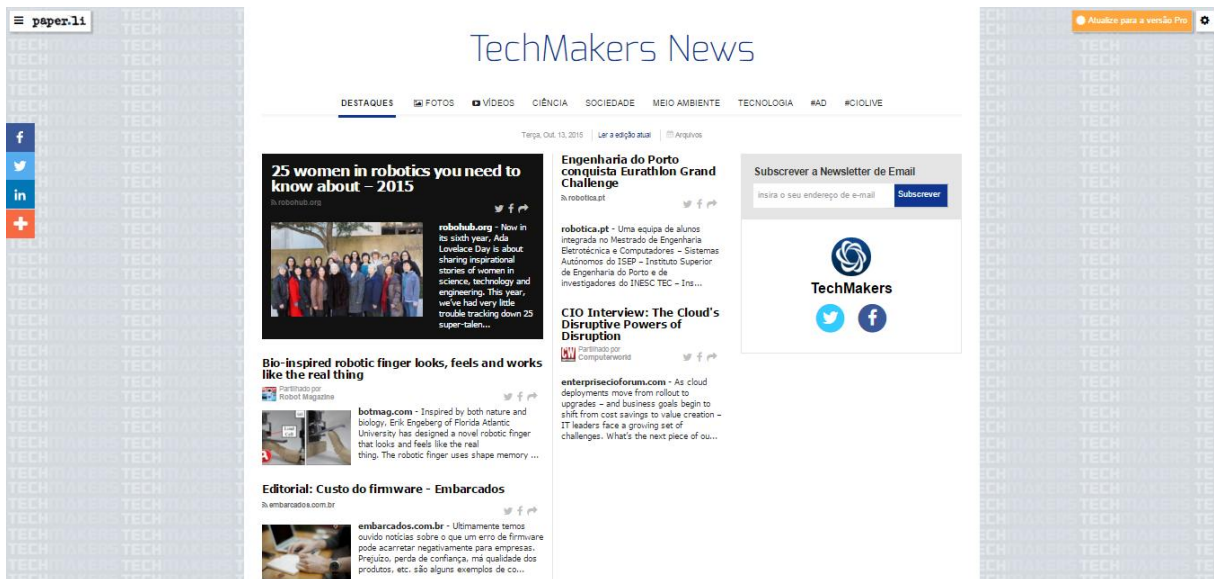 paper.li
Atualize para a versão Pro
TechMakers News
DESTAQUES FOTOS VÍDEOS CIÊNCIA SOCIEDADE MEIO AMBIENTE TECNOLOGIA #AD #CIOLIVE
Terça, Out. 13, 2015 Ler a edição atual Arquivos
25 women in robotics you need to
know about – 2015
robohub.org
robohub.org - Now in
its sixth year, Ada
Lovelace Day is about
sharing inspirational
stories of women in
science, technology and
engineering. This year,
we've had very little
trouble tracking down 25
super-talen...
Bio-inspired robotic finger looks, feels and works
like the real thing
Partilhado por
Robot Magazine
botmag.com - Inspired by both nature and
biology, Erik Engeberg of Florida Atlantic
University has designed a novel robotic finger
that looks and feels like the real
thing. The robotic finger uses shape memory ...
Editorial: Custo do firmware - Embarcados
embarcados.com.br
embarcados.com.br - Ultimamente temos
ouvido notícias sobre o que um erro de firmware
pode acarretar negativamente para empresas.
Prejuízo, perda de confiança, má qualidade dos
produtos, etc. são alguns exemplos de co...
Engenharia do Porto
conquista Eurathlon Grand
Challenge
robotica.pt
robotica.pt - Uma equipa de alunos
integrada no Mestrado de Engenharia
Eletrotécnica e Computadores – Sistemas
Autónomos do ISEP – Instituto Superior
de Engenharia do Porto e de
investigadores do INESC TEC – Ins...
CIO Interview: The Cloud's
Disruptive Powers of
Disruption
CW
Partilhado por
Computerworld
enterprisecioforum.com - As cloud
deployments move from rollout to
upgrades – and business goals begin to
shift from cost savings to value creation –
IT leaders face a growing set of
challenges. What's the next piece of ou...
Subscrever a Newsletter de Email
insira o seu endereço de e-mail Subscrever
TechMakers